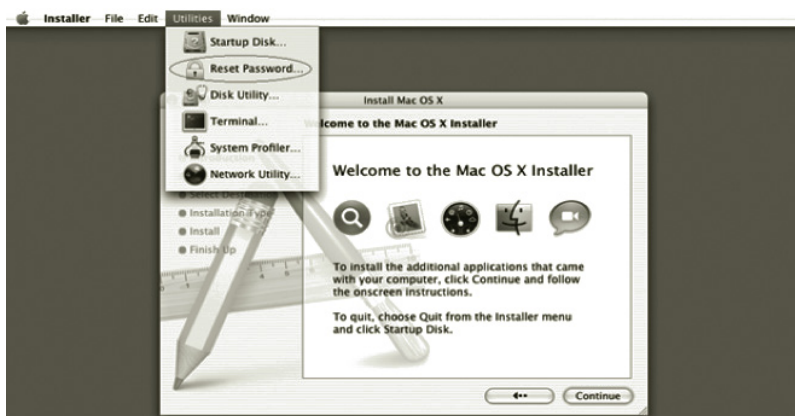 Installer File Edit Utilities Window
Startup Disk...
Reset Password...
Disk Utility...
Terminal...
System Profiler...
Network Utility...
Install Mac OS X
lcome to the Mac OS X Installer
Select Des
Installation Type
Install
Finish Up
Welcome to the Mac OS X Installer
To install the additional applications that came
with your computer, click Continue and follow
the onscreen instructions.
To quit, choose Quit from the Installer menu
and click Startup Disk.
Continue